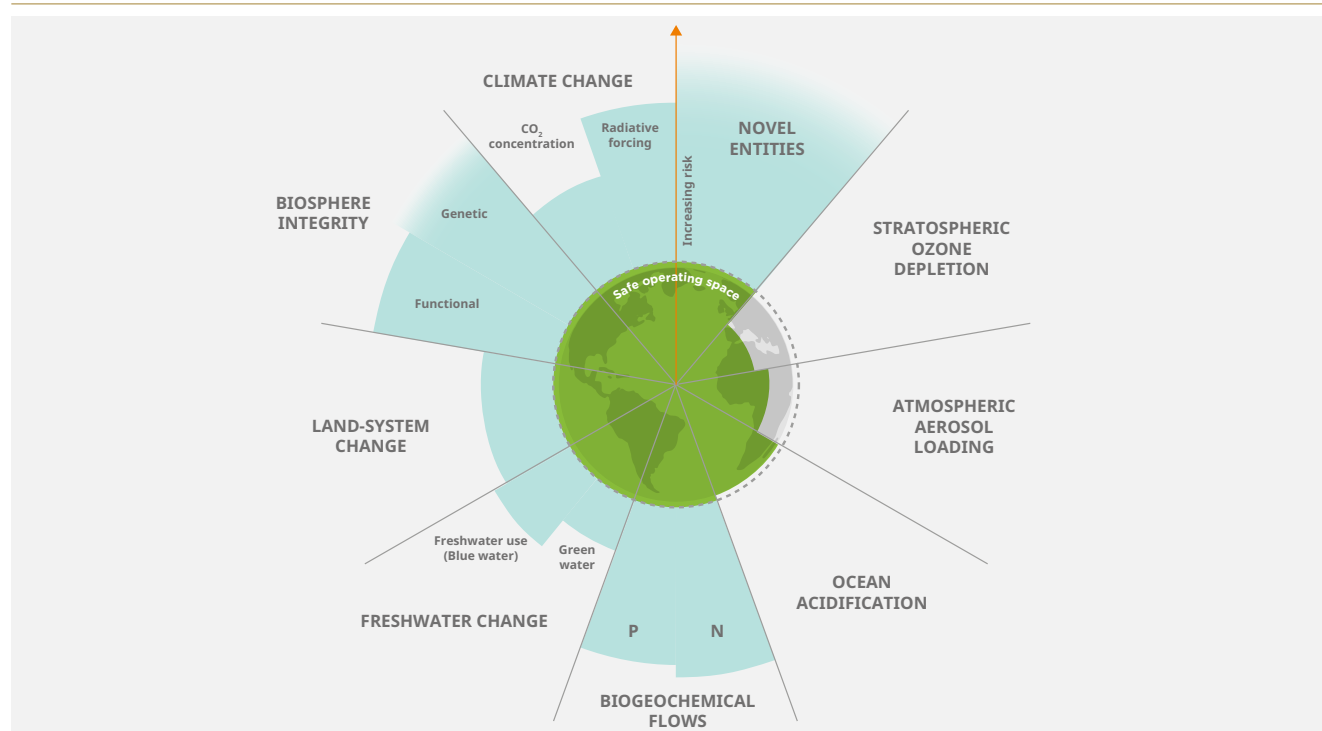 CLIMATE CHANGE
CO₂
concentration
Radiative
forcing
NOVEL
ENTITIES
Increasing risk
BIOSPHERE
INTEGRITY
Genetic
Functional
STRATOSPHERIC
OZONE
DEPLETION
Safe operating space
LAND-SYSTEM
CHANGE
ATMOSPHERIC
AEROSOL
LOADING
Freshwater use
(Blue water)
Green
water
FRESHWATER CHANGE
OCEAN
ACIDIFICATION
P
N
BIOGEOCHEMICAL
FLOWS